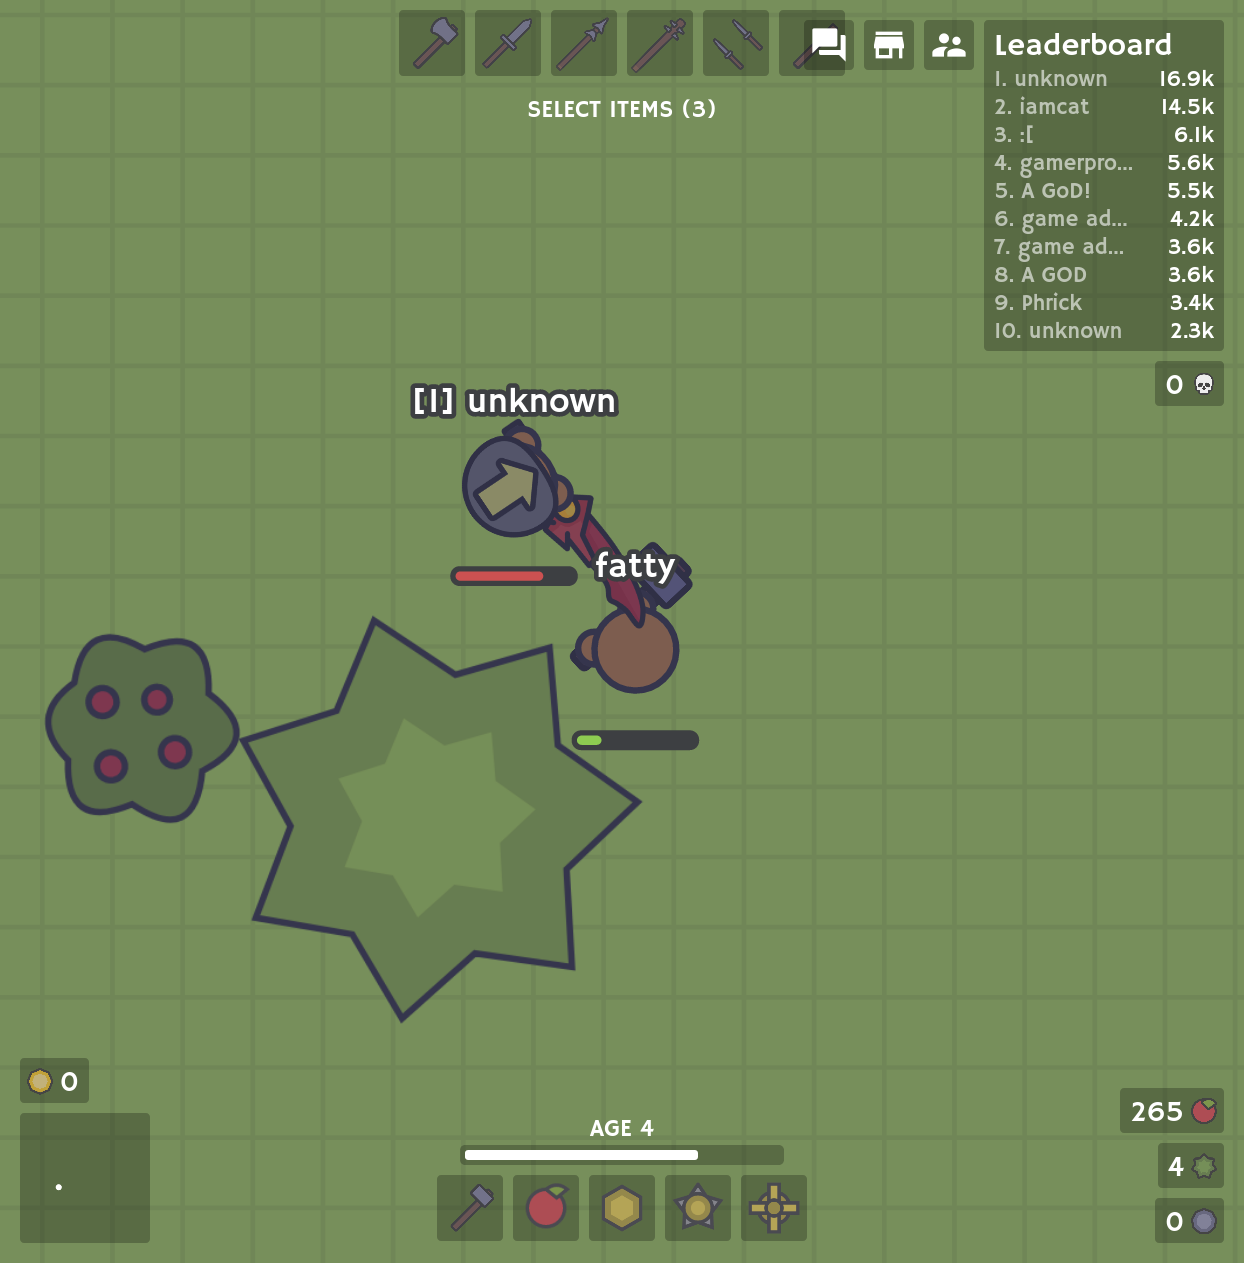 SELECT ITEMS (3)
Leaderboard
1. unknown 16.9k
2. iamcat 14.5k
3. :[ 6.1k
4. gamerpro... 5.6k
5. A GoD! 5.5k
6. game ad... 4.2k
7. game ad... 3.6k
8. A GOD 3.6k
9. Phrick 3.4k
10. unknown 2.3k
0
[I] unknown
fatty
0
265
AGE 4
4
0